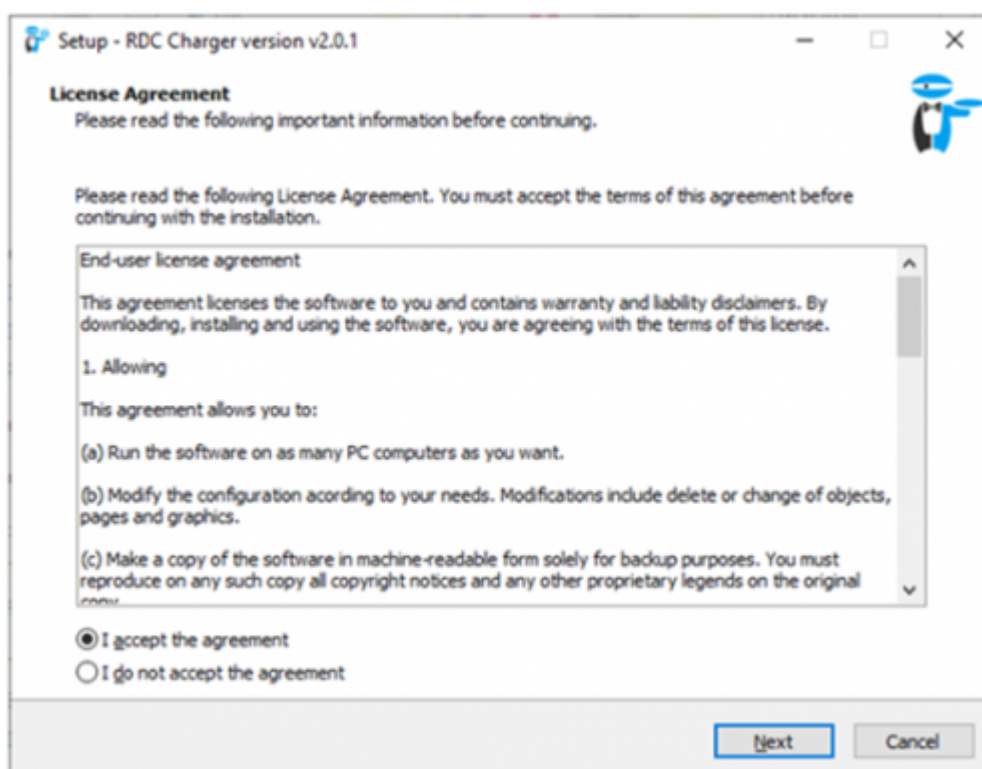 Setup - RDC Charger version v2.0.1
License Agreement
Please read the following important information before continuing.
Please read the following License Agreement. You must accept the terms of this agreement before
continuing with the installation.
End-user license agreement
This agreement licenses the software to you and contains warranty and liability disclaimers. By
downloading, installing and using the software, you are agreeing with the terms of this license.
1. Allowing
This agreement allows you to:
(a) Run the software on as many PC computers as you want.
(b) Modify the configuration acording to your needs. Modifications include delete or change of objects,
pages and graphics.
(c) Make a copy of the software in machine-readable form solely for backup purposes. You must
reproduce on any such copy all copyright notices and any other proprietary legends on the original
copy.
I accept the agreement
I do not accept the agreement
Next
Cancel